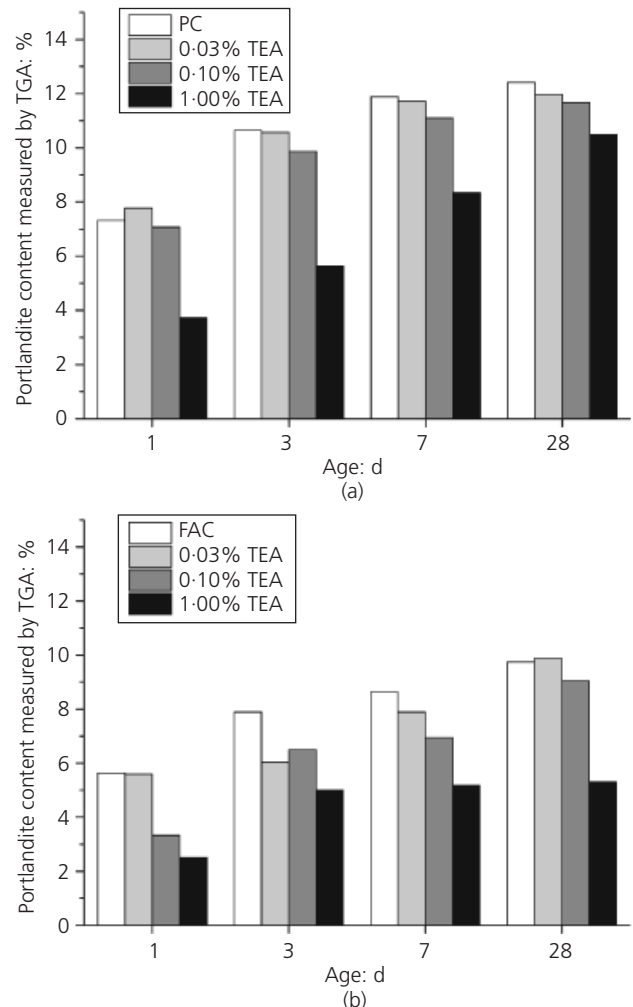 Portlandite content measured by TGA: %
14
12
10
8
6
4
2
0
PC
0·03% TEA
0·10% TEA
1·00% TEA
1 3 7 28
Age: d
(a)
Portlandite content measured by TGA: %
14
12
10
8
6
4
2
0
FAC
0·03% TEA
0·10% TEA
1·00% TEA
1 3 7 28
Age: d
(b)